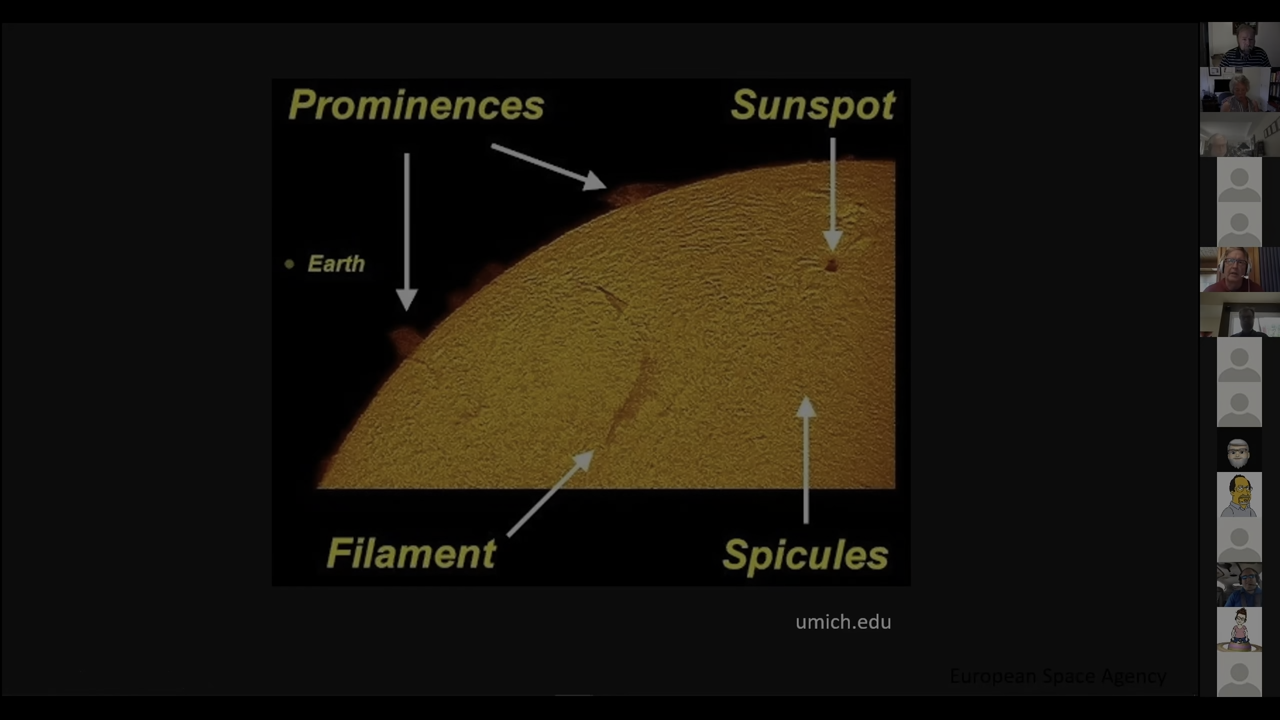 Prominences
Sunspot
Earth
Filament
Spicules
umich.edu
European Space Agency